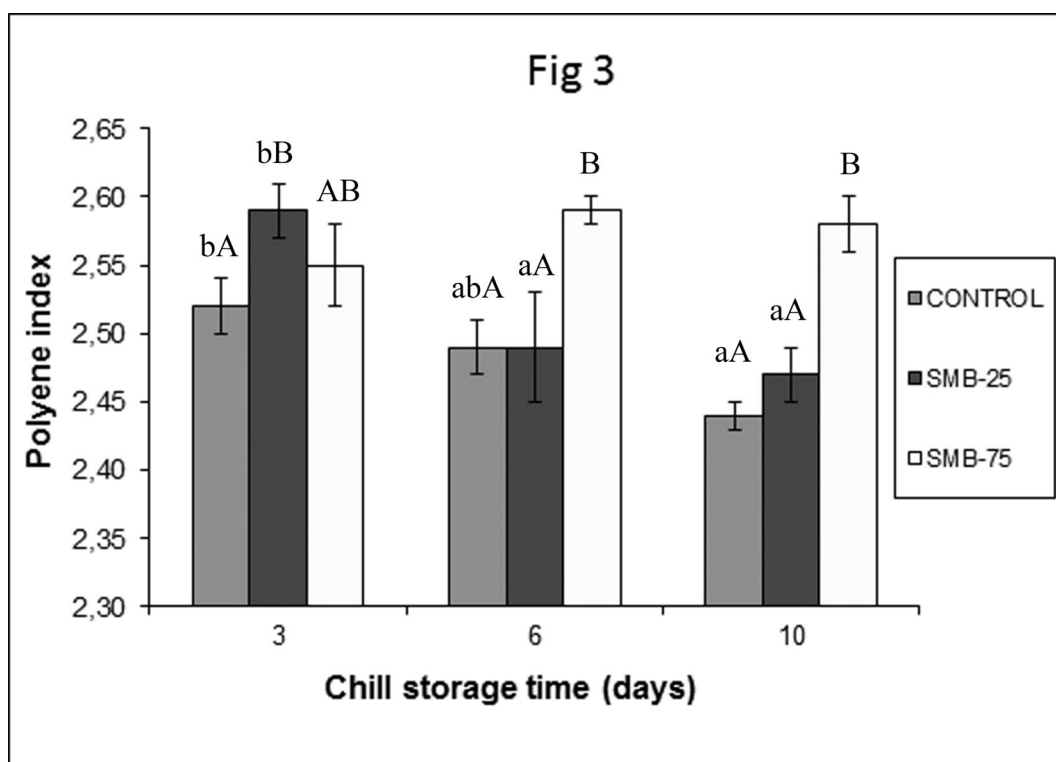 Fig 3
2,65
2,60
2,55
2,50
2,45
2,40
2,35
2,30
Polyene index
bA
bB
AB
abA
aA
B
aA
aA
B
3 6 10
Chill storage time (days)
CONTROL
SMB-25
SMB-75